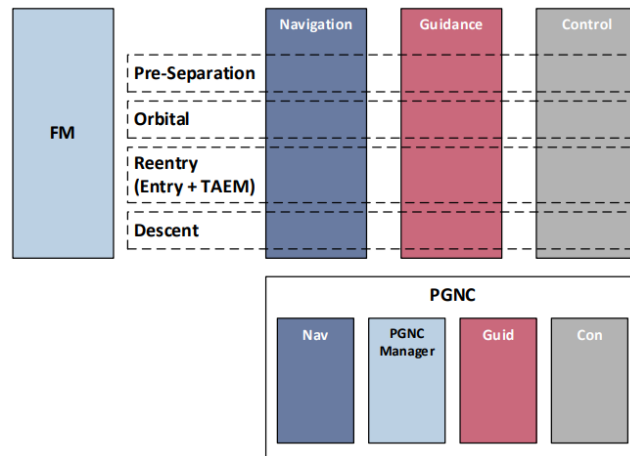 Navigation
Guidance
Control
FM
Pre-Separation
Orbital
Reentry
(Entry + TAEM)
Descent
PGNC
Nav
PGNC
Manager
Guid
Con